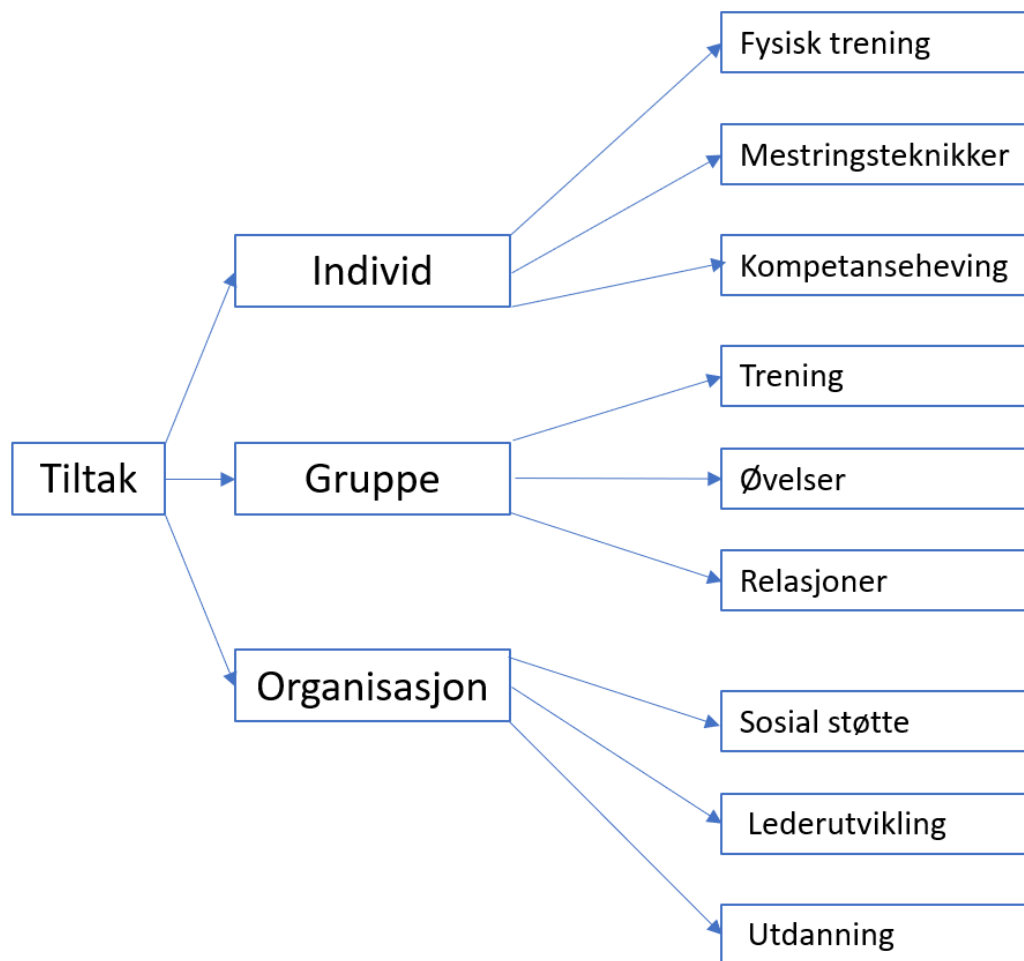 Tiltak
Individ
Fysisk trening
Mestringsteknikker
Kompetanseheving
Gruppe
Trening
Øvelser
Relasjoner
Organisasjon
Sosial støtte
Lederutvikling
Utdanning